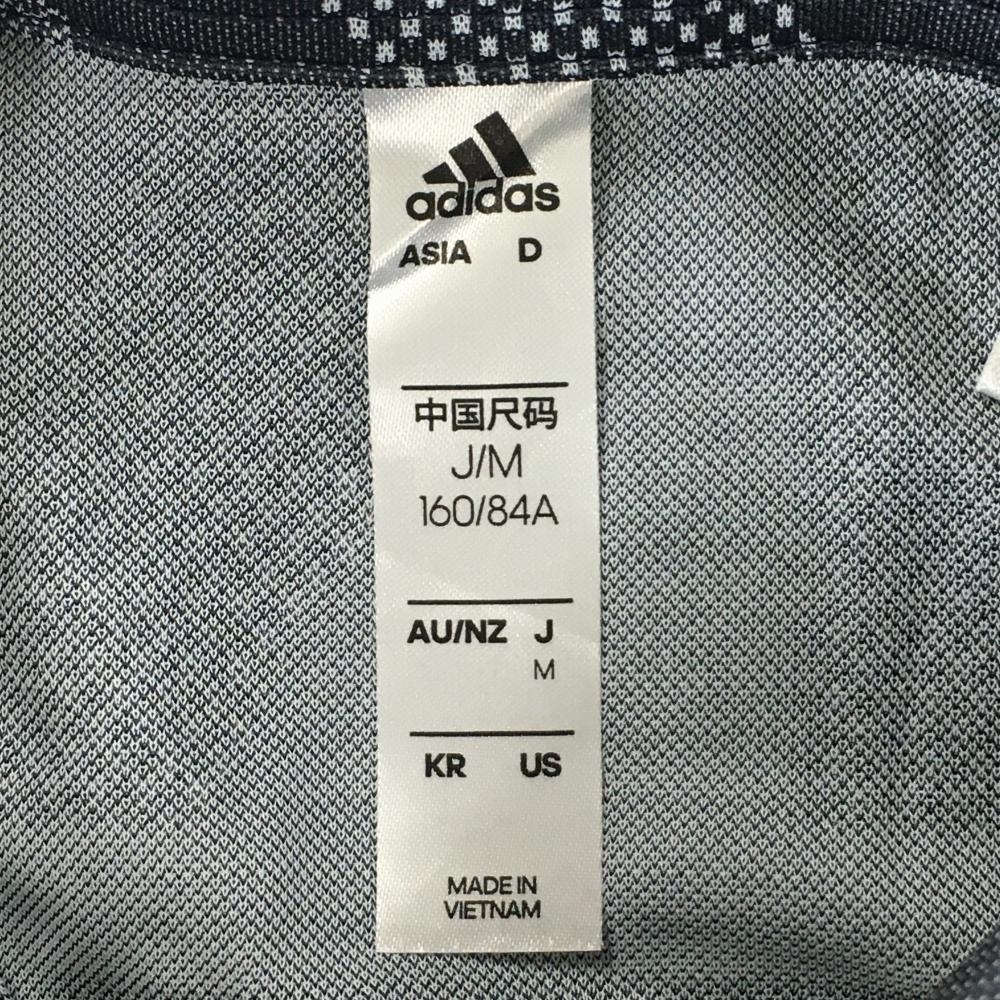 adidas
ASIA D
中国尺码
J/M
160/84A
AU/NZ J
M
KR US
MADE IN
VIETNAM